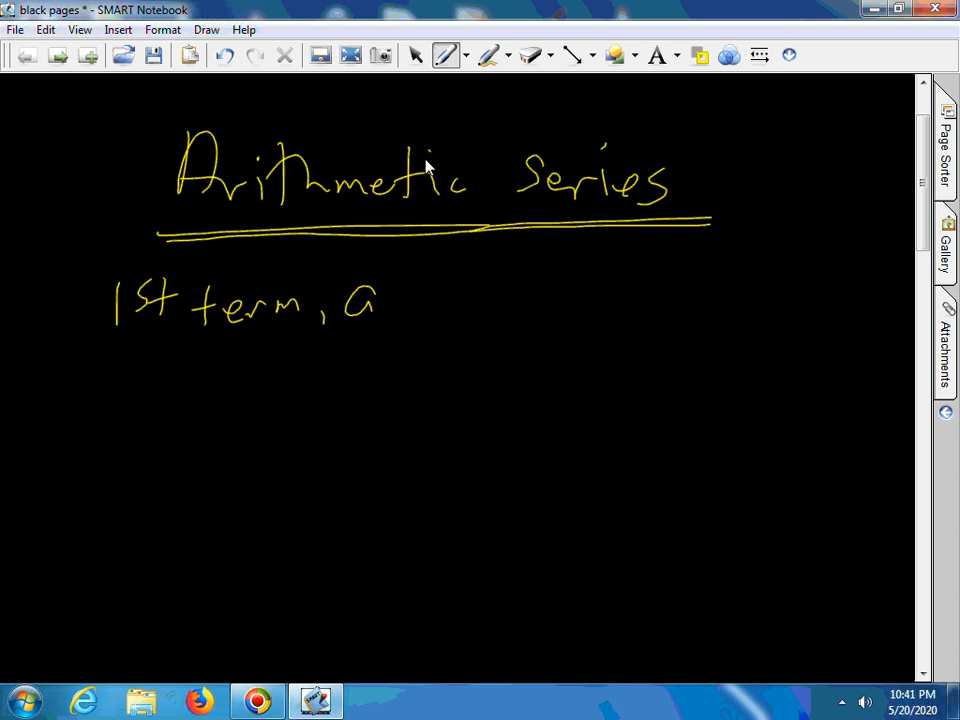 black pages * - SMART Notebook
File Edit View Insert Format Draw Help
Arithmetic Series
1st term, a
Page Sorter
Gallery
Attachments
10:41 PM
5/20/2020